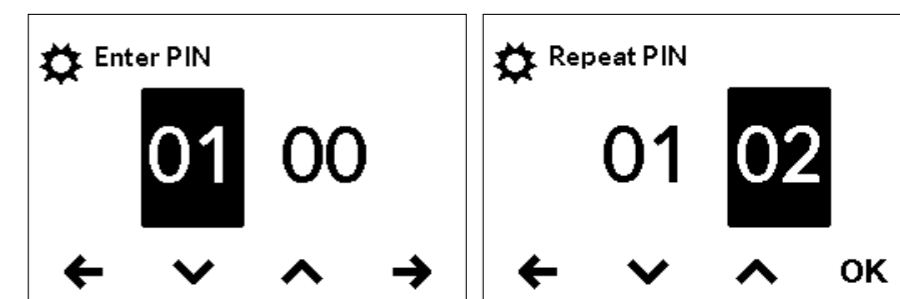 Enter PIN
01 00
Repeat PIN
01 02
OK